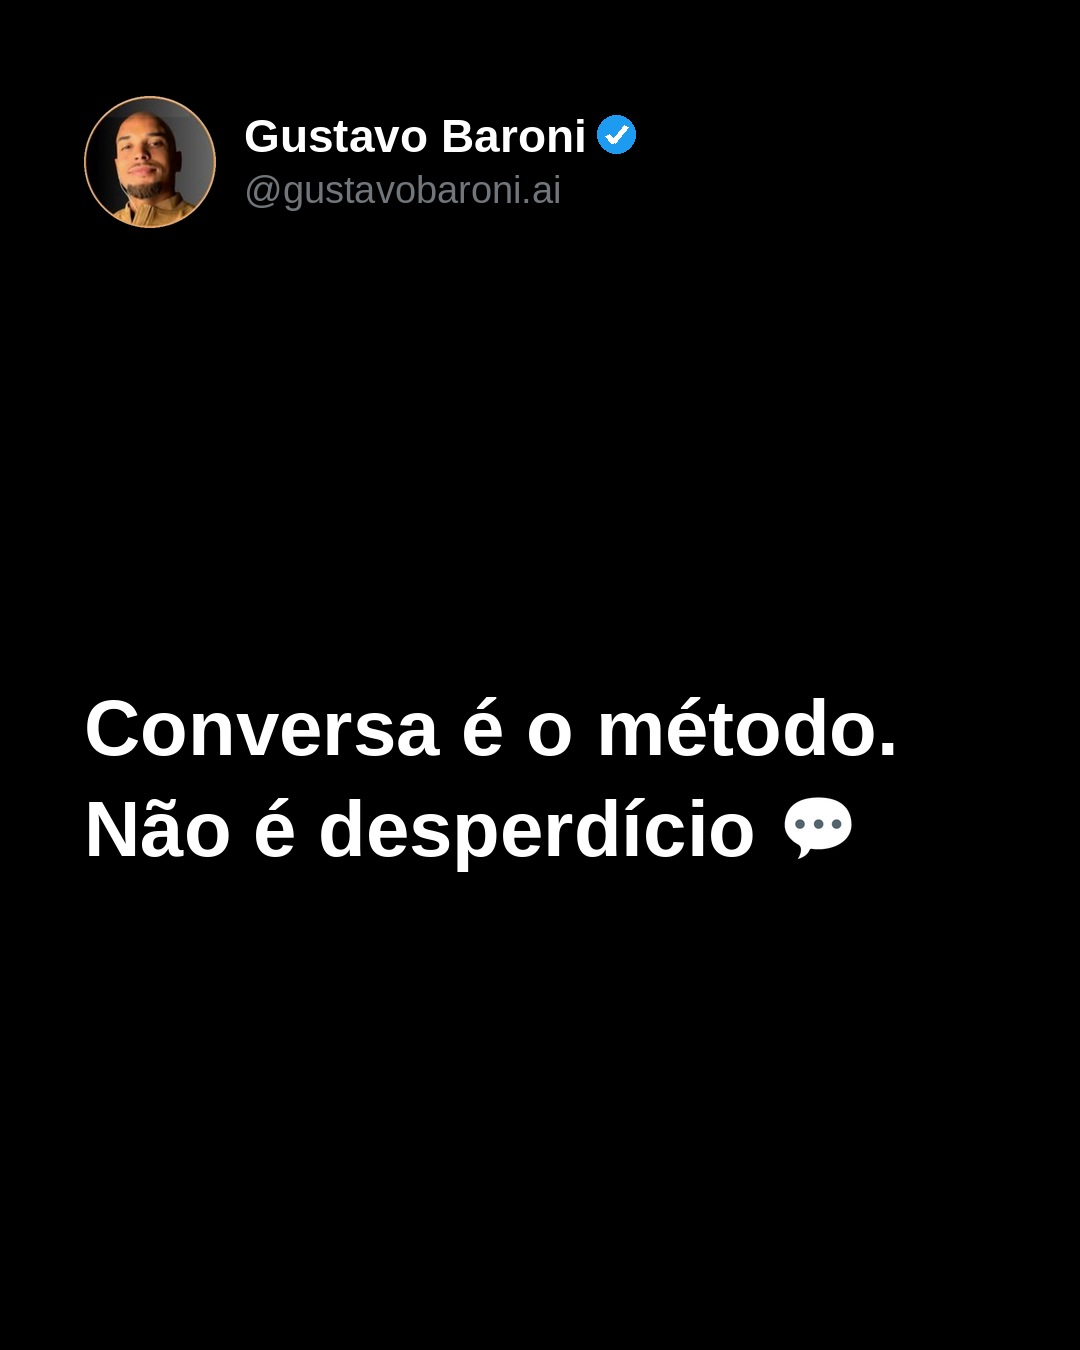 Gustavo Baroni
@gustavobaroni.ai
Conversa é o método.
Não é desperdício 💬